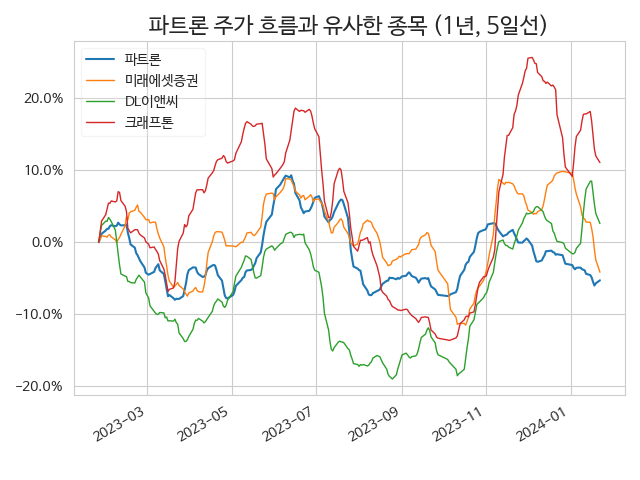 파트론 주가 흐름과 유사한 종목 (1년, 5일선)
파트론
미래에셋증권
DL이앤씨
크래프톤
20.0%
10.0%
0.0%
−10.0%
−20.0%
2023-03
2023-05
2023-07
2023-09
2023-11
2024-01